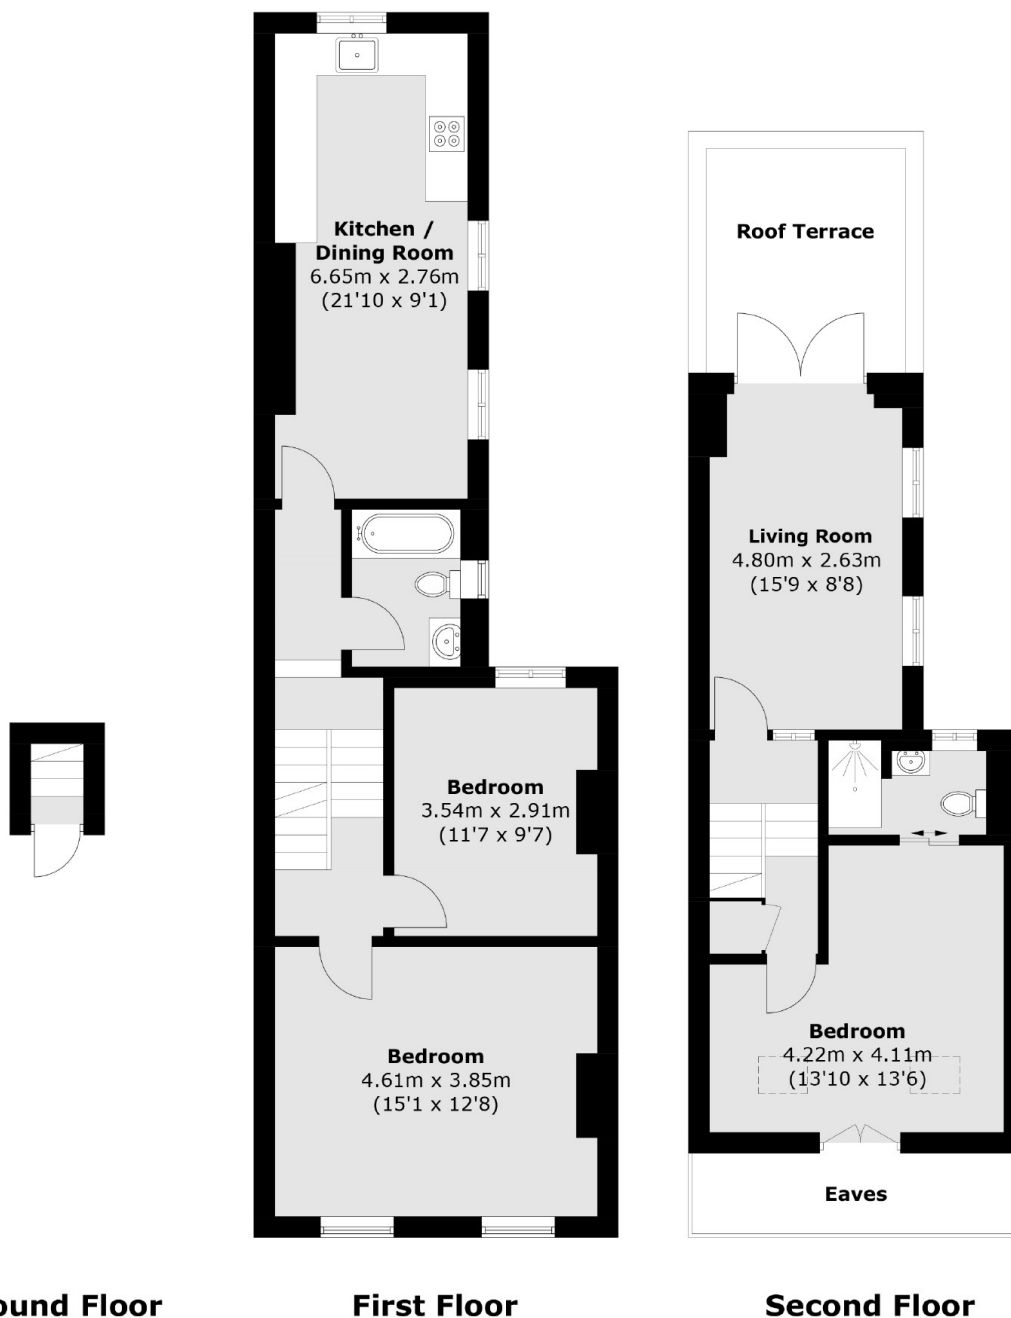 Kitchen /
Dining Room
6.65m x 2.76m
(21'10 x 9'1)
Bedroom
3.54m x 2.91m
(11'7 x 9'7)
Bedroom
4.61m x 3.85m
(15'1 x 12'8)
Roof Terrace
Living Room
4.80m x 2.63m
(15'9 x 8'8)
Bedroom
4.22m x 4.11m
(13'10 x 13'6)
Eaves
ound Floor
First Floor
Second Floor